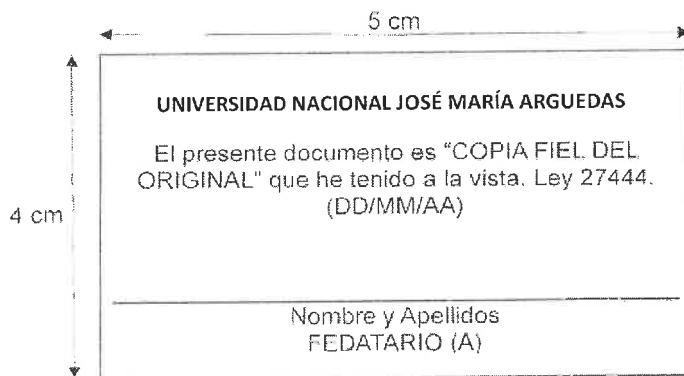 5 cm
UNIVERSIDAD NACIONAL JOSÉ MARÍA ARGUEDAS
El presente documento es "COPIA FIEL DEL
ORIGINAL" que he tenido a la vista. Ley 27444.
(DD/MM/AA)
4 cm
Nombre y Apellidos
FEDATARIO (A)